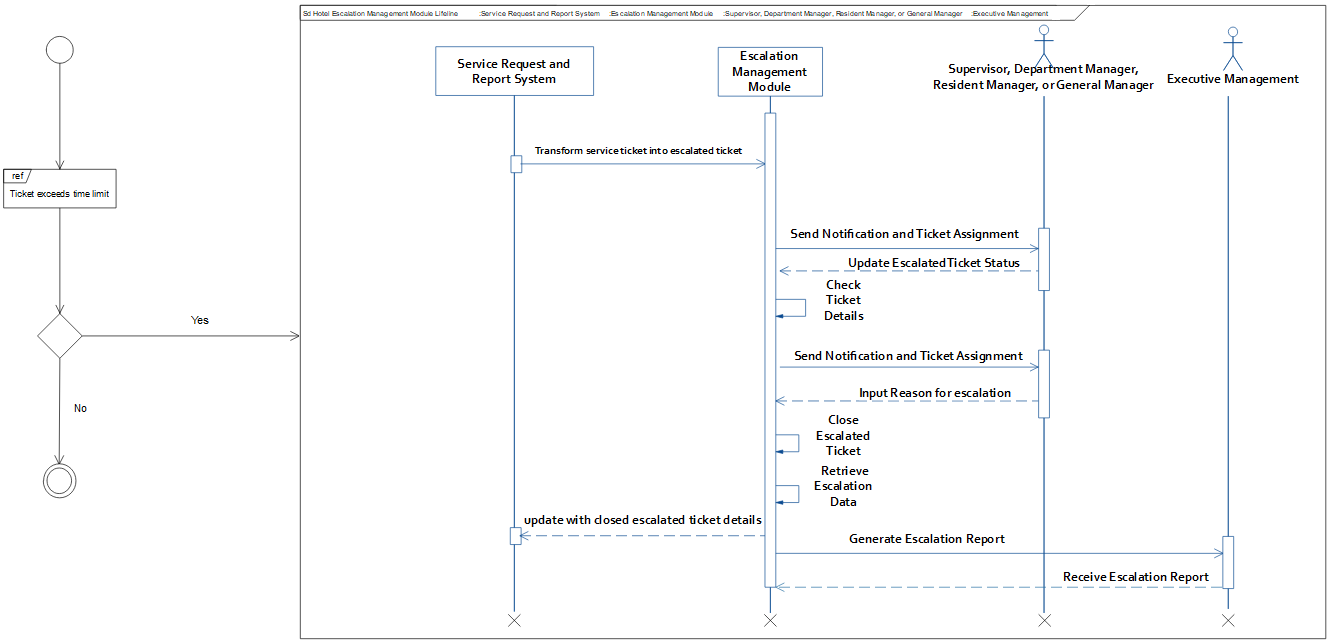 Sd Hotel Escalation Management Module Lifeline :Service Request and Report System :Escalation Management Module :Supervisor, Department Manager, Resident Manager, or General Manager :Executive Management
Service Request and
Report System
Escalation
Management
Module
Supervisor, Department Manager,
Resident Manager, or General Manager
Executive Management
Transform service ticket into escalated ticket
ref
Ticket exceeds time limit
Send Notification and Ticket Assignment
Update Escalated Ticket Status
Check
Ticket
Details
Yes
Send Notification and Ticket Assignment
Input Reason for escalation
No
Close
Escalated
Ticket
Retrieve
Escalation
Data
update with closed escalated ticket details
Generate Escalation Report
Receive Escalation Report